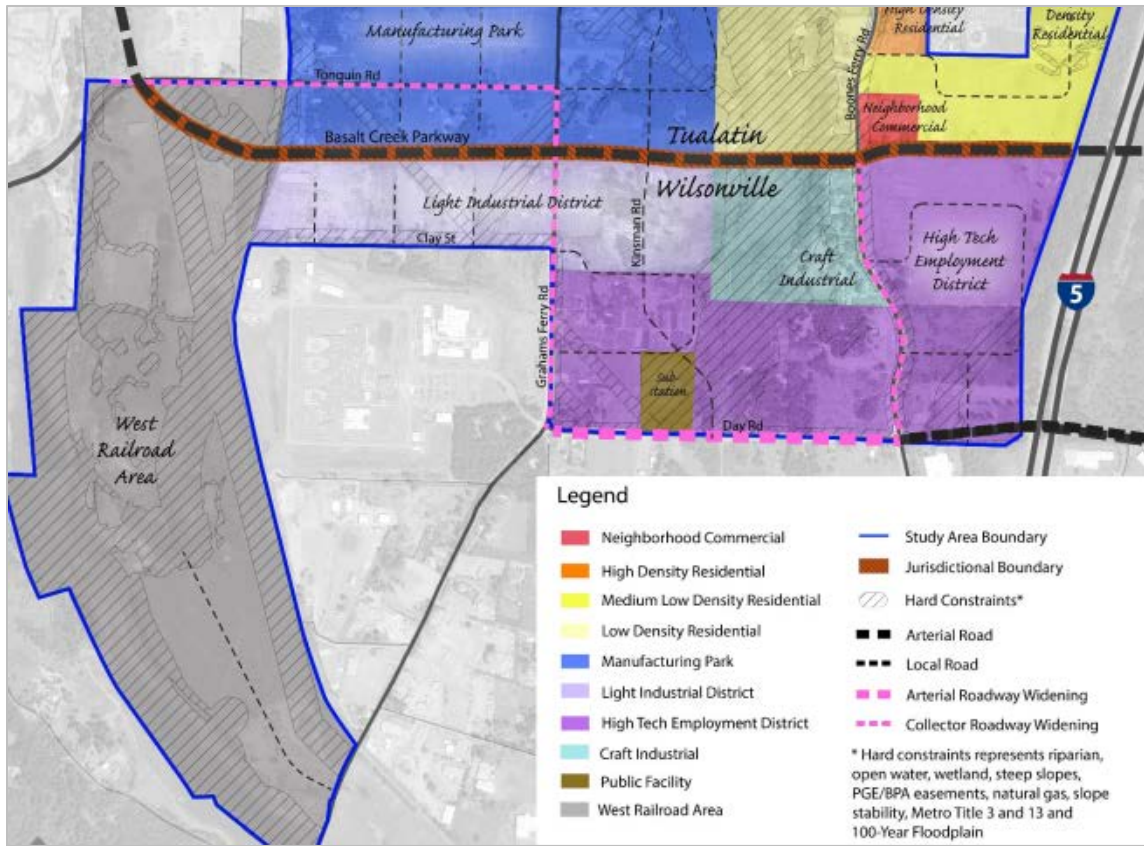 Manufacturing Park
High Density
Residential
Density
Residential
Boones Ferry Rd
Tonquin Rd
Neighborhood
Commercial
Basalt Creek Parkway
Tualatin
Wilsonville
Light Industrial District
Kinsman Rd
Clay St
Craft
Industrial
High Tech
Employment
District
5
Grahams Ferry Rd
Sub
station
Day Rd
West
Railroad
Area
Legend
Neighborhood Commercial
High Density Residential
Medium Low Density Residential
Low Density Residential
Manufacturing Park
Light Industrial District
High Tech Employment District
Craft Industrial
Public Facility
West Railroad Area
Study Area Boundary
Jurisdictional Boundary
Hard Constraints*
Arterial Road
Local Road
Arterial Roadway Widening
Collector Roadway Widening
* Hard constraints represents riparian,
open water, wetland, steep slopes,
PGE/BPA easements, natural gas, slope
stability, Metro Title 3 and 13 and
100-Year Floodplain